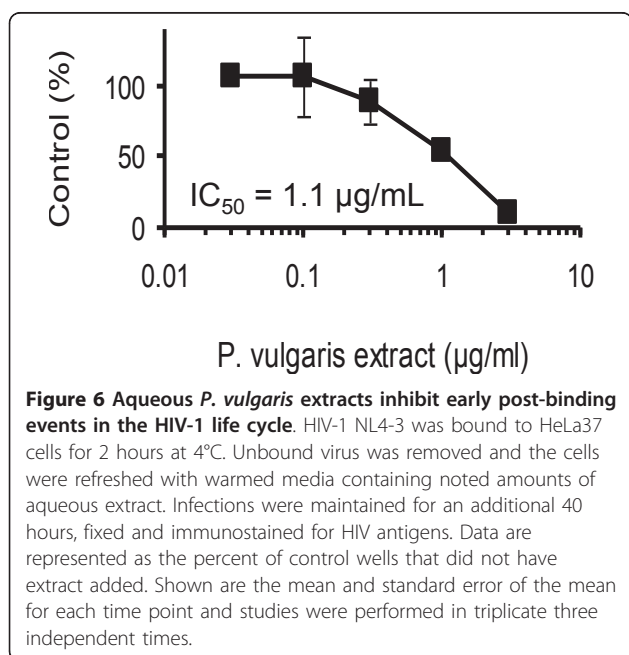 Control (%)
100
50
0
IC50 = 1.1 µg/mL
0.01 0.1 1 10
P. vulgaris extract (µg/ml)
Figure 6 Aqueous P. vulgaris extracts inhibit early post-binding
events in the HIV-1 life cycle. HIV-1 NL4-3 was bound to HeLa37
cells for 2 hours at 4°C. Unbound virus was removed and the cells
were refreshed with warmed media containing noted amounts of
aqueous extract. Infections were maintained for an additional 40
hours, fixed and immunostained for HIV antigens. Data are
represented as the percent of control wells that did not have
extract added. Shown are the mean and standard error of the mean
for each time point and studies were performed in triplicate three
independent times.